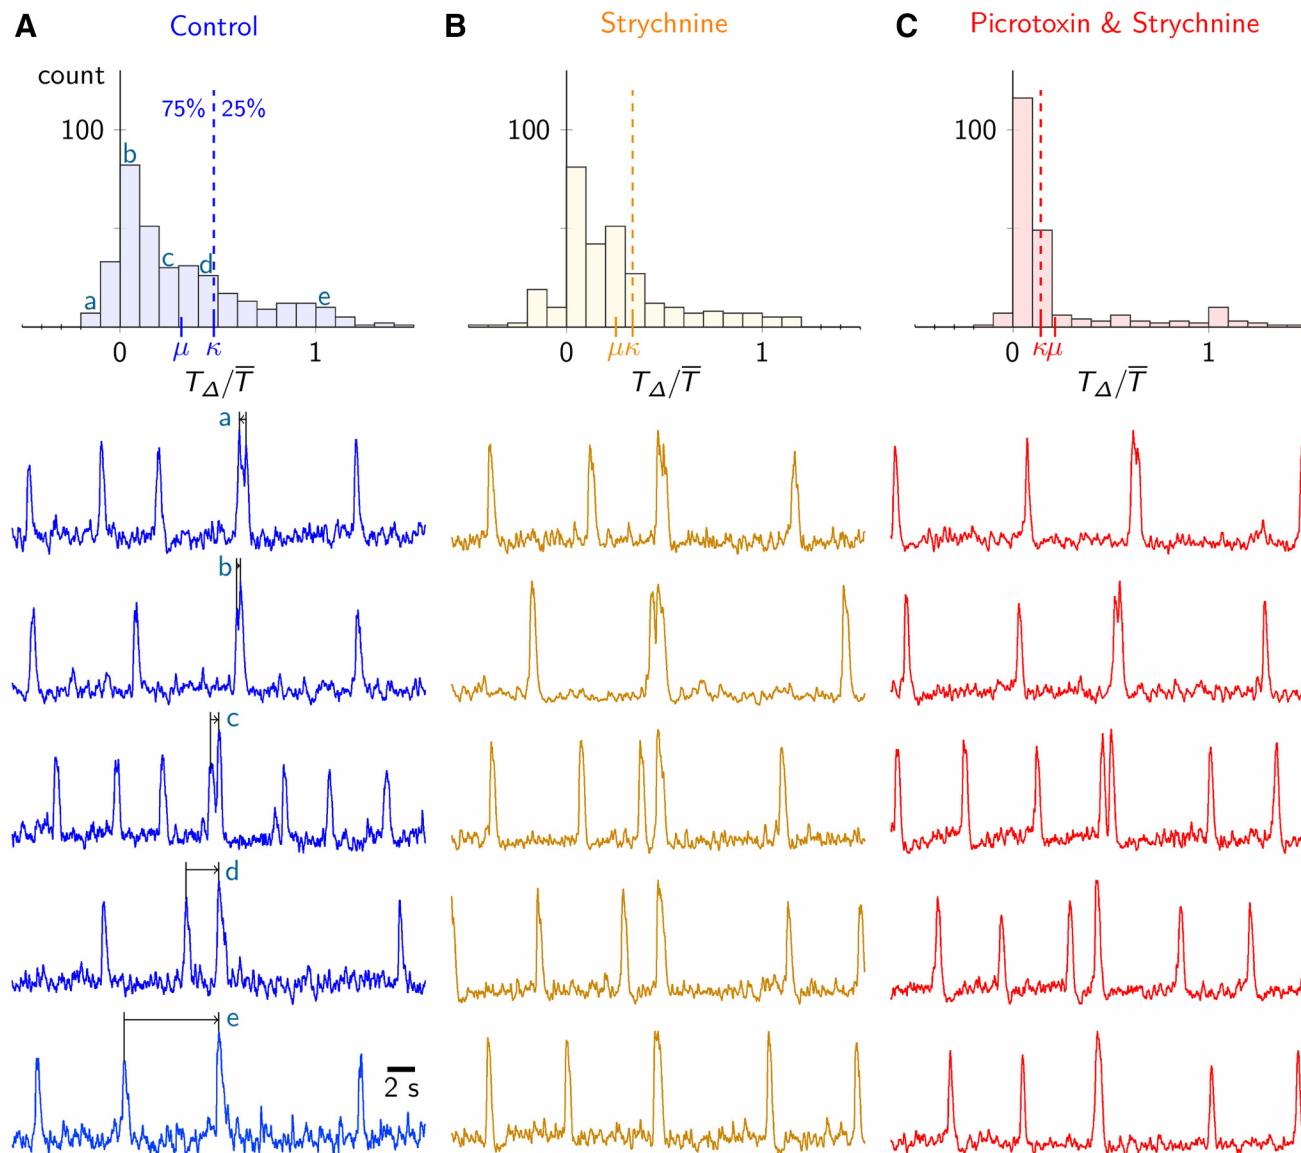 A Control
B Strychnine
C Picrotoxin & Strychnine
count
100
75% 25%
a b c d e
μ κ
0 1
T_Δ/T̿
100
μκ
0 1
T_Δ/T̿
100
κμ
0 1
T_Δ/T̿
a
b
c
d
e
2 s